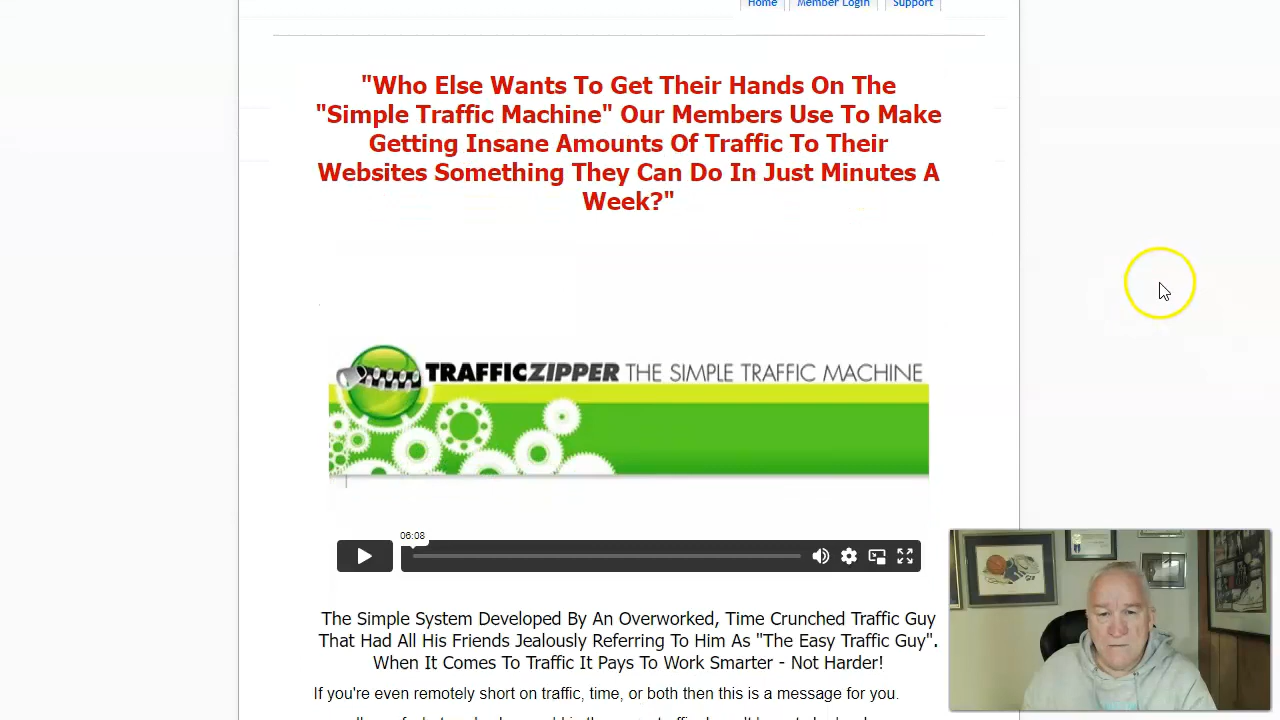 Home Member Login Support
"Who Else Wants To Get Their Hands On The
"Simple Traffic Machine" Our Members Use To Make
Getting Insane Amounts Of Traffic To Their
Websites Something They Can Do In Just Minutes A
Week?"
TRAFFICZIPPER THE SIMPLE TRAFFIC MACHINE
06:08
The Simple System Developed By An Overworked, Time Crunched Traffic Guy
That Had All His Friends Jealously Referring To Him As "The Easy Traffic Guy".
When It Comes To Traffic It Pays To Work Smarter - Not Harder!
If you're even remotely short on traffic, time, or both then this is a message for you.